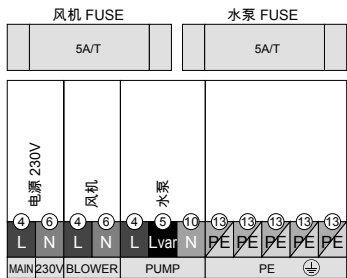 风机 FUSE 水泵 FUSE
5A/T 5A/T
电源 230V 风机 水泵
4 6 4 6 4 5 10 13 13 13 13 13
L N L N L Lvar N PE PE PE PE PE
MAIN 230V BLOWER PUMP PE